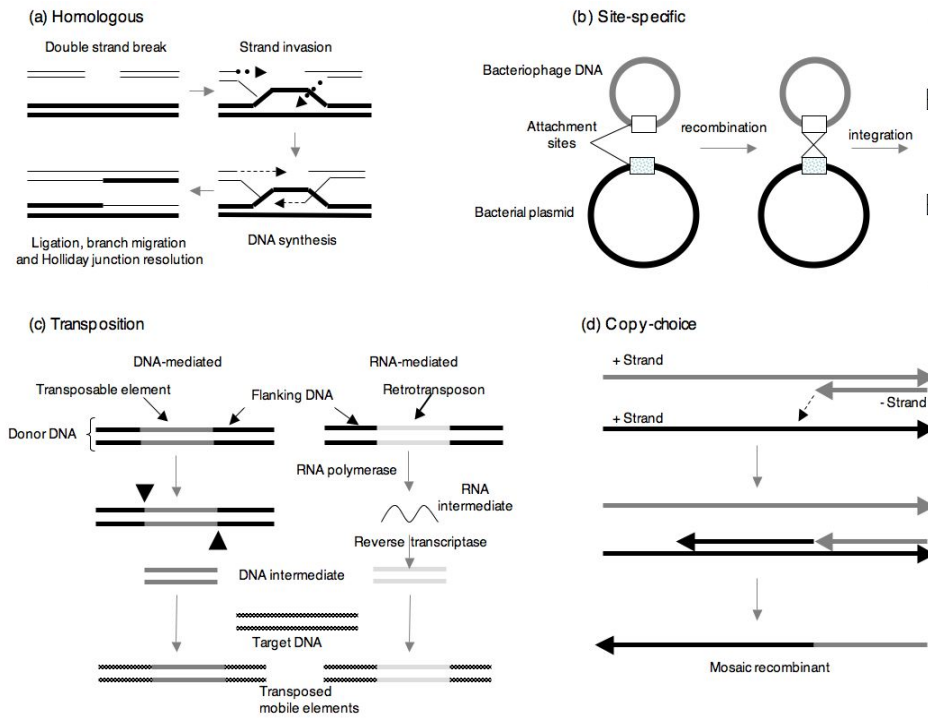 (a) Homologous
Double strand break
Strand invasion
Ligation, branch migration
and Holliday junction resolution
DNA synthesis
(b) Site-specific
Bacteriophage DNA
Attachment
sites
recombination
integration
Bacterial plasmid
(c) Transposition
DNA-mediated
RNA-mediated
Transposable element
Flanking DNA
Retrotransposon
Donor DNA
RNA polymerase
RNA
intermediate
Reverse transcriptase
DNA intermediate
Target DNA
Transposed
mobile elements
(d) Copy-choice
+ Strand
- Strand
+ Strand
Mosaic recombinant